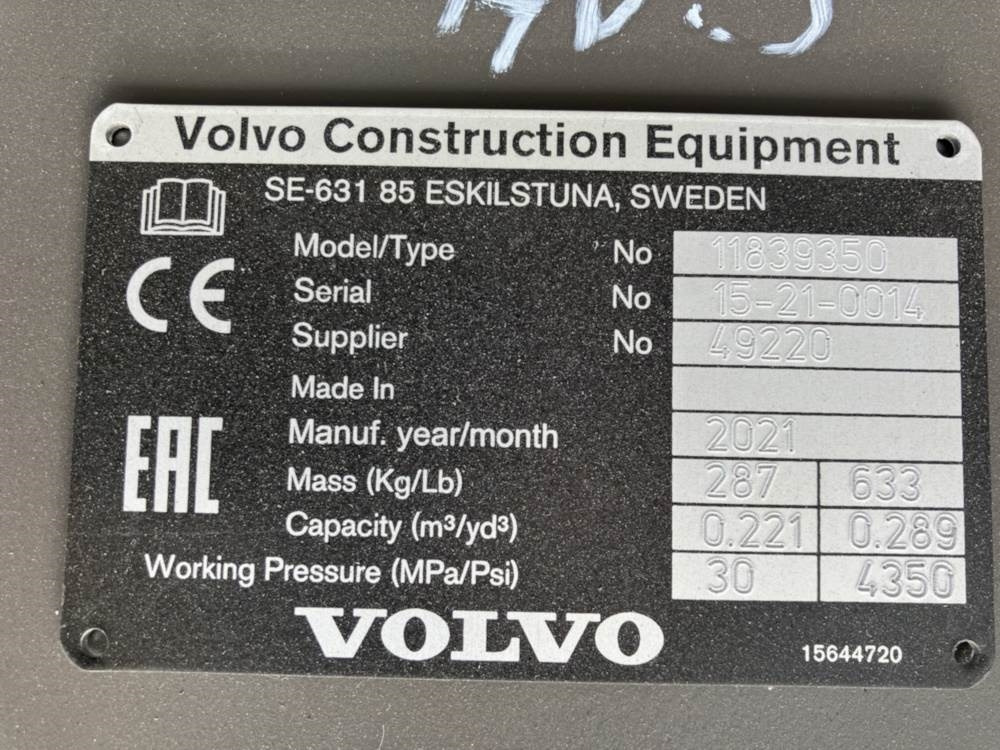 Volvo Construction Equipment
SE-631 85 ESKILSTUNA, SWEDEN
Model/Type No 11839350
Serial No 15-21-0014
Supplier No 49220
Made In
Manuf. year/month 2021
Mass (Kg/Lb) 287 633
Capacity (m³/yd³) 0.221 0.289
Working Pressure (MPa/Psi) 30 4350
CE
EAC
VOLVO
15644720